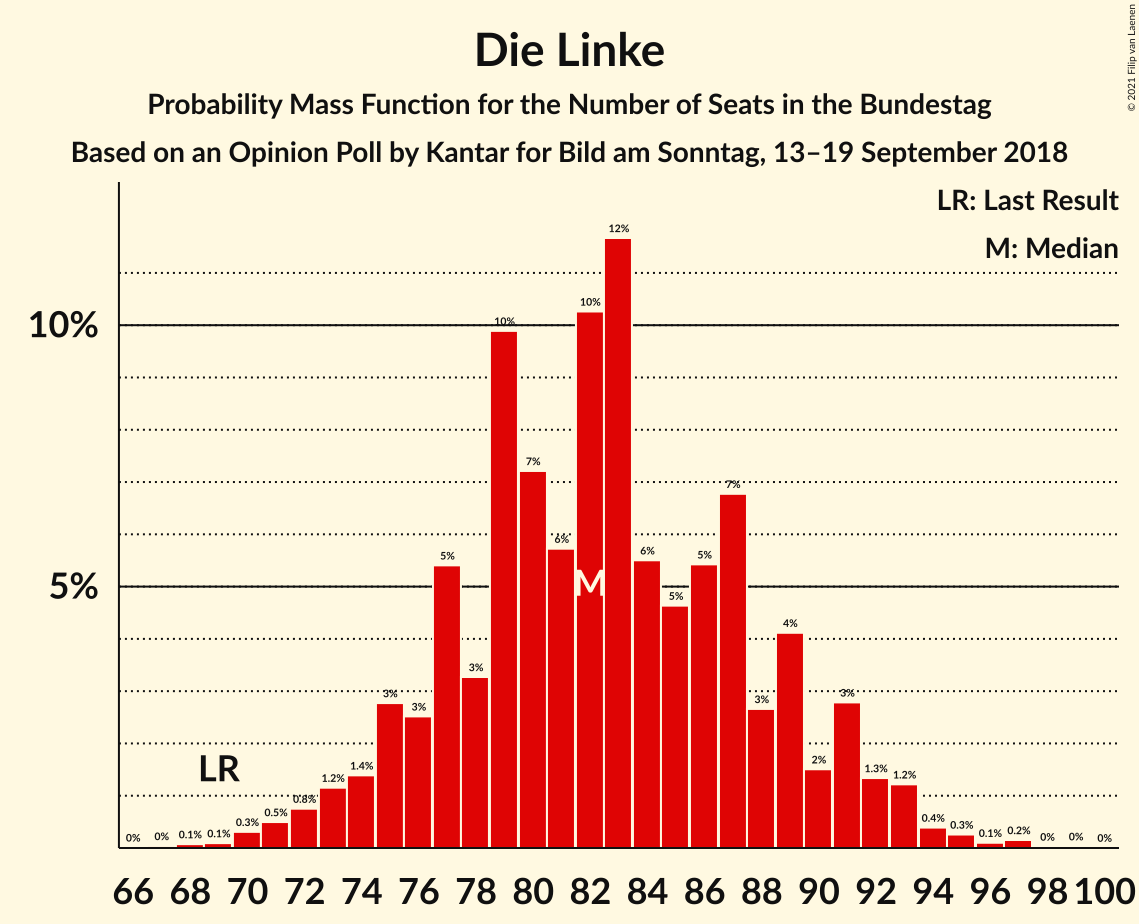 Die Linke
Probability Mass Function for the Number of Seats in the Bundestag
Based on an Opinion Poll by Kantar for Bild am Sonntag, 13–19 September 2018
© 2021 Filip van Laenen
LR: Last Result
M: Median
10%
5%
LR
M
0% 0% 0.1% 0.1% 0.3% 0.5% 0.8% 1.2% 1.4% 3% 3% 5% 3% 10% 7% 6% 10% 12% 6% 5% 5% 7% 3% 4% 2% 3% 1.3% 1.2% 0.4% 0.3% 0.1% 0.2% 0% 0% 0%
66 68 70 72 74 76 78 80 82 84 86 88 90 92 94 96 98 100